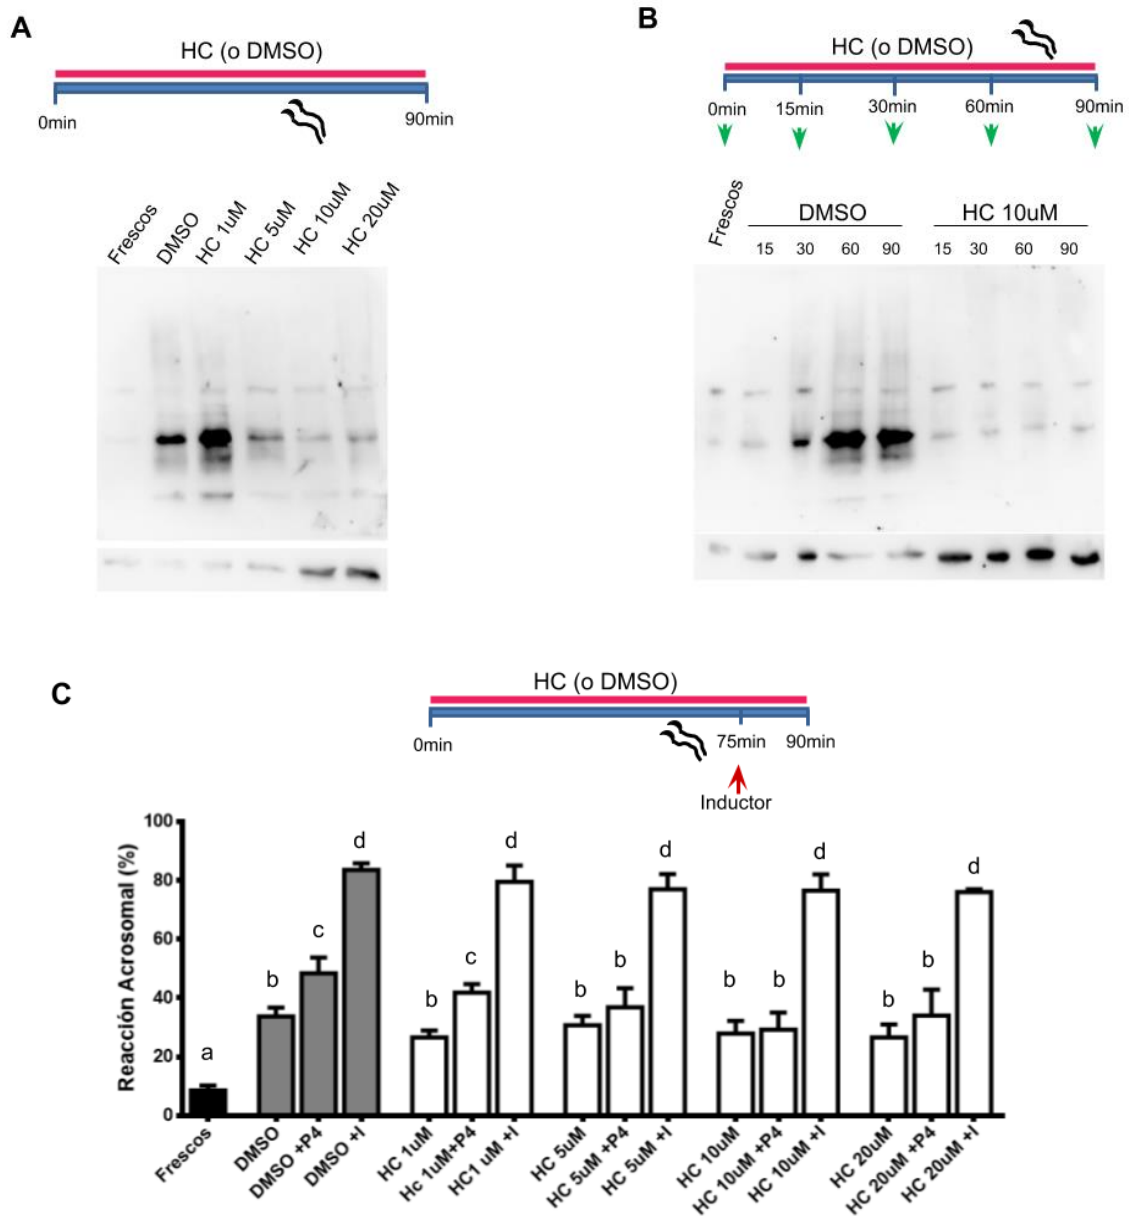 A
HC (o DMSO)
0min 90min
Frescos DMSO HC 1uM HC 5uM HC 10uM HC 20uM
B
HC (o DMSO)
0min 15min 30min 60min 90min
Frescos DMSO HC 10uM
15 30 60 90 15 30 60 90
C
HC (o DMSO)
0min 75min 90min
Inductor
Reacción Acrosomal (%)
100
80
60
40
20
0
a b c d b c d b b d b b d b b d
Frescos
DMSO
DMSO +P4
DMSO +I
HC 1uM
Hc 1uM+P4
HC1 uM +I
HC 5uM
HC 5uM +P4
HC 5uM +I
HC 10uM
HC 10uM +P4
HC 10uM +I
HC 20uM
HC 20uM +P4
HC 20uM +I